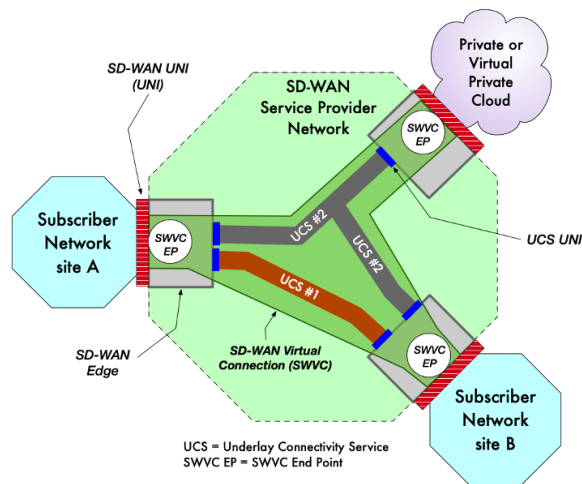 SD-WAN UNI
(UNI)
SD-WAN
Service Provider
Network
Private or
Virtual
Private
Cloud
SWVC
EP
UCS #2
UCS UNI
Subscriber
Network
site A
SWVC
EP
UCS #2
UCS #1
SD-WAN
Edge
SD-WAN Virtual
Connection (SWVC)
SWVC
EP
Subscriber
Network
site B
UCS = Underlay Connectivity Service
SWVC EP = SWVC End Point